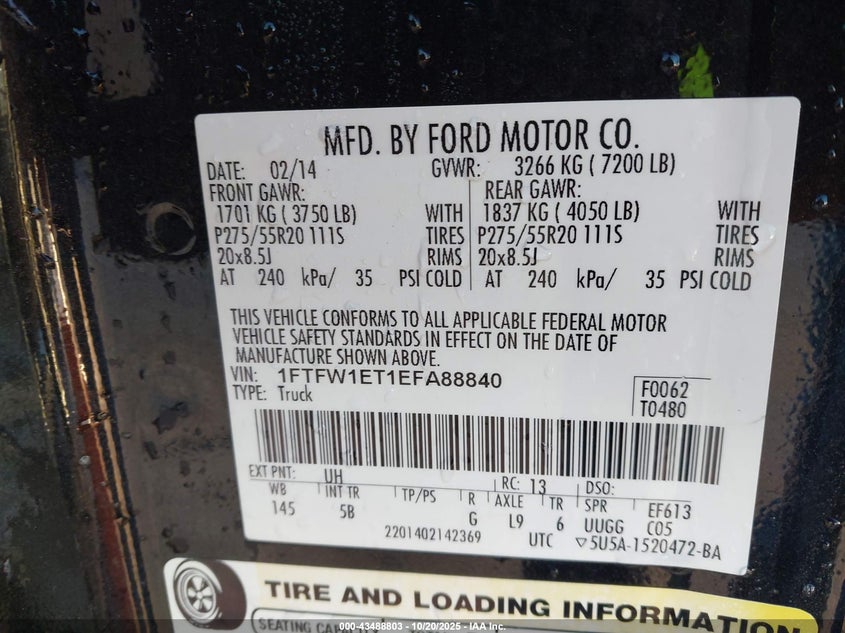 MFD. BY FORD MOTOR CO.
DATE: 02/14 GVWR: 3266 KG ( 7200 LB)
FRONT GAWR: REAR GAWR:
1701 KG ( 3750 LB) WITH 1837 KG ( 4050 LB) WITH
P275/55R20 111S TIRES P275/55R20 111S TIRES
20x8.5J RIMS 20x8.5J RIMS
AT 240 kPa/ 35 PSI COLD AT 240 kPa/ 35 PSI COLD
THIS VEHICLE CONFORMS TO ALL APPLICABLE FEDERAL MOTOR
VEHICLE SAFETY STANDARDS IN EFFECT ON THE DATE OF
MANUFACTURE SHOWN ABOVE.
VIN: 1FTFW1ET1EFA88840
TYPE: Truck
F0062
T0480
EXT PNT: UH RC: 13 DSO:
WB INT TR TP/PS R AXLE TR SPR EF613
145 5B G L9 6 UUGG C05
2201402142369 UTC ▽5U5A-1520472-BA
TIRE AND LOADING INFORMATION
SEATING
000-43488803 - 10/20/2025 - IAA Inc.